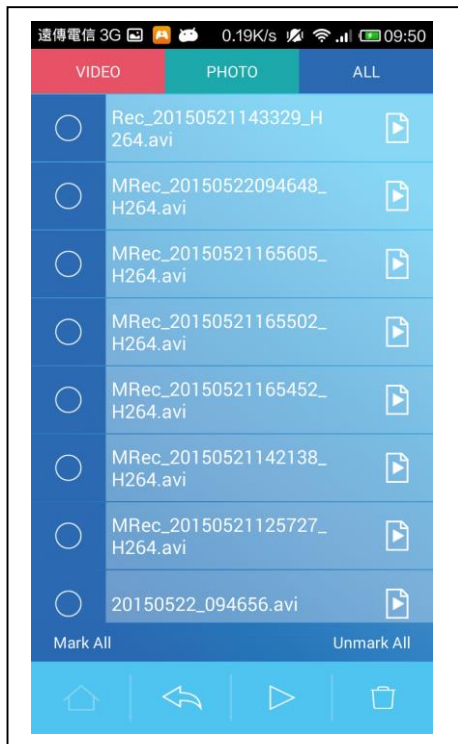 遠傳電信 3G 0.19K/s 09:50
VIDEO PHOTO ALL
Rec_20150521143329_H
264.avi
MRec_20150522094648_
H264.avi
MRec_20150521165605_
H264.avi
MRec_20150521165502_
H264.avi
MRec_20150521165452_
H264.avi
MRec_20150521142138_
H264.avi
MRec_20150521125727_
H264.avi
20150522_094656.avi
Mark All Unmark All